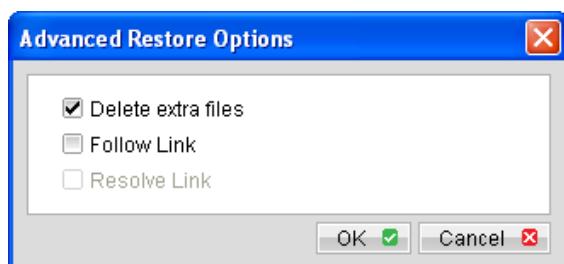 Advanced Restore Options
Delete extra files
Follow Link
Resolve Link
OK Cancel